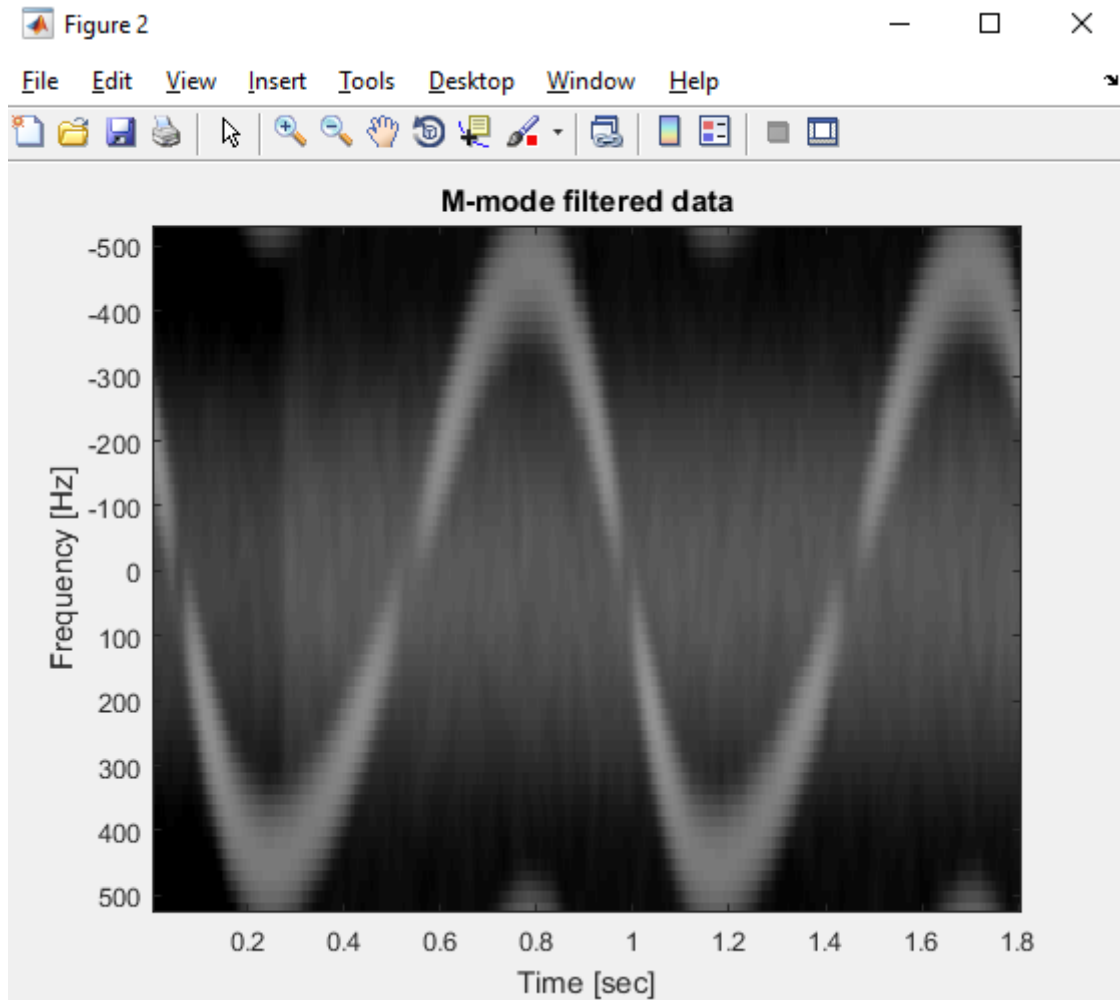 Figure 2
File Edit View Insert Tools Desktop Window Help
M-mode filtered data
-500
-400
-300
-200
-100
0
100
200
300
400
500
Frequency [Hz]
0.2 0.4 0.6 0.8 1 1.2 1.4 1.6 1.8
Time [sec]